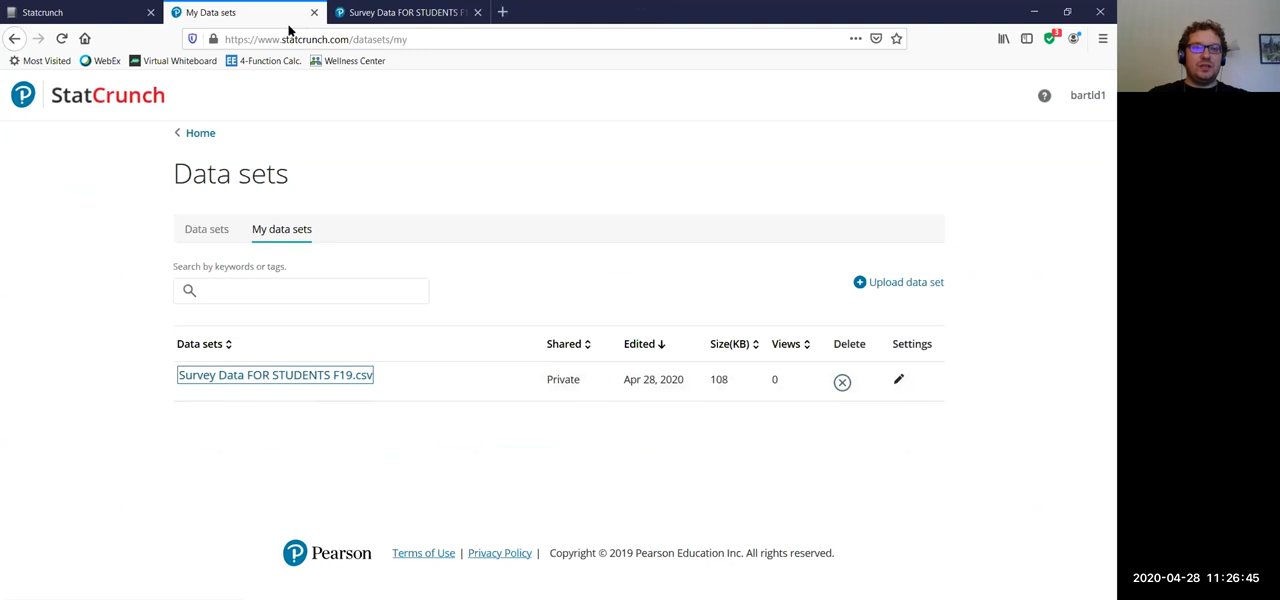 Statcrunch
My Data sets
Survey Data FOR STUDENTS F1
https://www.statcrunch.com/datasets/my
3
Most Visited
WebEx
Virtual Whiteboard
4-Function Calc.
Wellness Center
StatCrunch
bartld1
Home
Data sets
Data sets
My data sets
Search by keywords or tags.
Upload data set
Data sets Shared Edited Size(KB) Views Delete Settings
Survey Data FOR STUDENTS F19.csv Private Apr 28, 2020 108 0
Pearson
Terms of Use | Privacy Policy | Copyright © 2019 Pearson Education Inc. All rights reserved.
2020-04-28 11:26:45